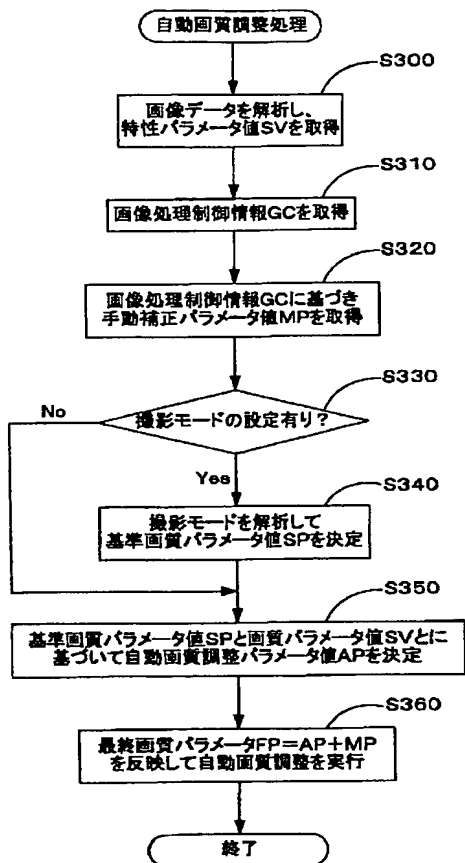 自動画質調整処理
S300
画像データを解析し、
特性パラメータ値SVを取得
S310
画像処理制御情報GCを取得
S320
画像処理制御情報GCに基づき
手動補正パラメータ値MPを取得
S330
撮影モードの設定有り?
No
Yes
S340
撮影モードを解析して
基準画質パラメータ値SPを決定
S350
基準画質パラメータ値SPと画質パラメータ値SVとに
基づいて自動画質調整パラメータ値APを決定
S360
最終画質パラメータFP=AP+MP
を反映して自動画質調整を実行
終了